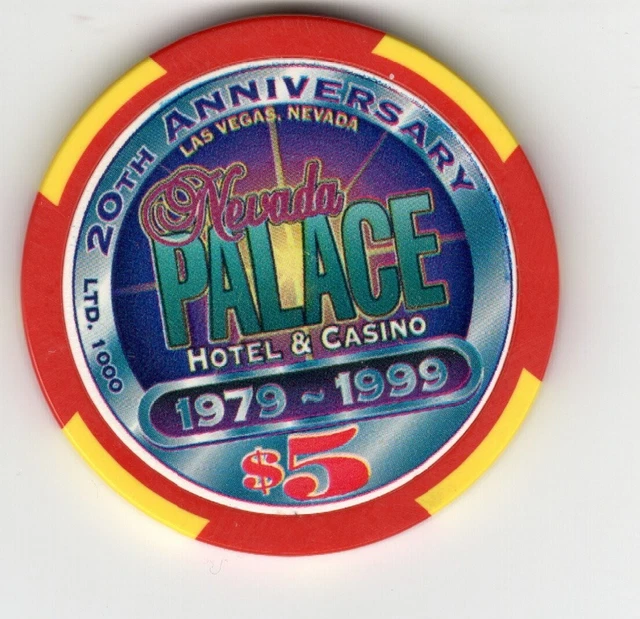 20TH ANNIVERSARY
LAS VEGAS, NEVADA
Nevada
PALACE
HOTEL & CASINO
LTD. 1000
1979 ~ 1999
$5